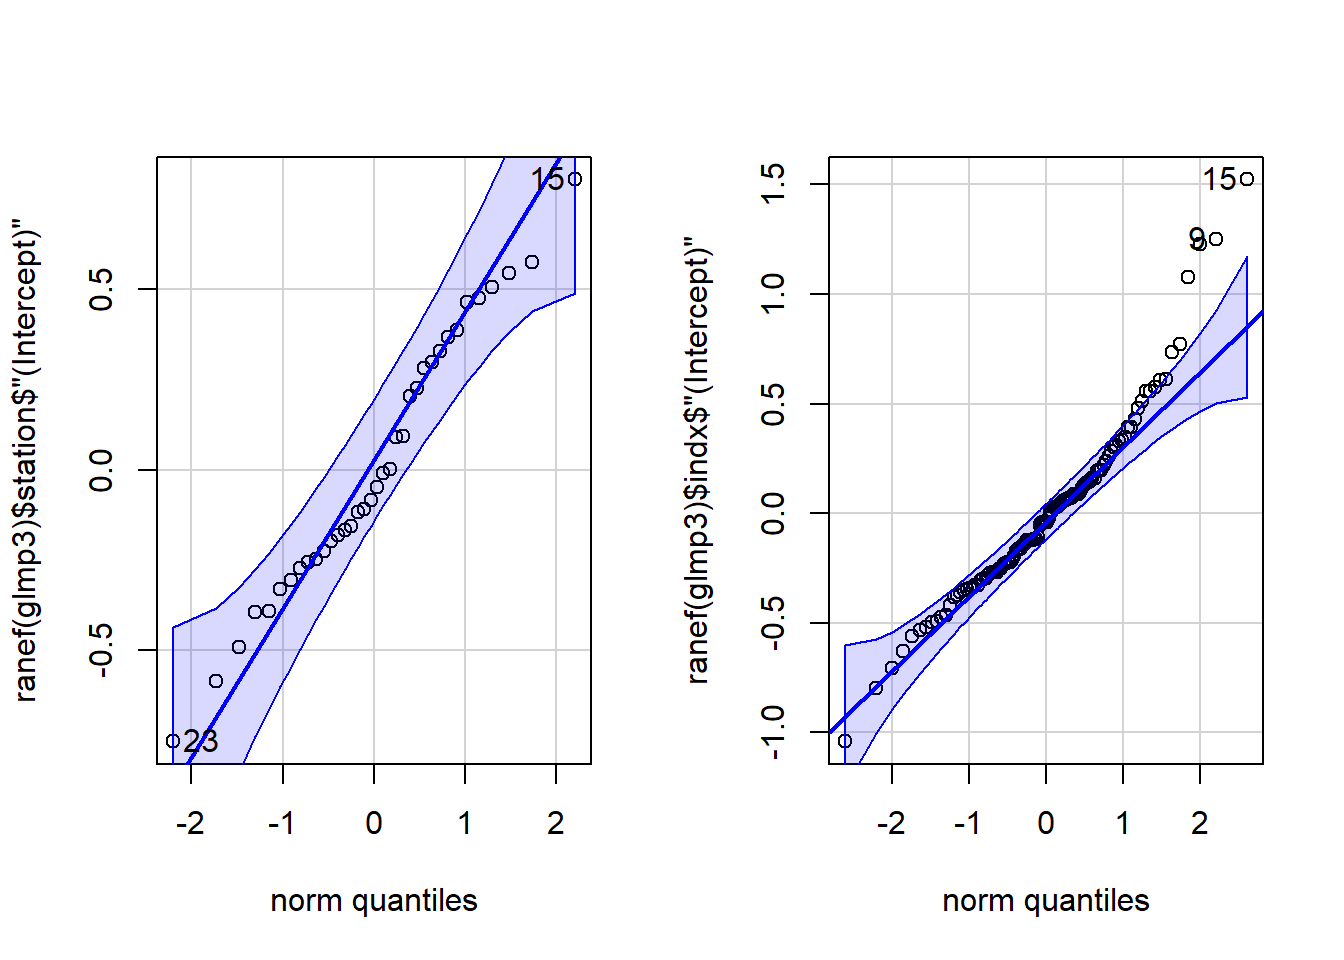 ranef(glmp3)$station$"(Intercept)"
0.5
0.0
-0.5
15
23
-2 -1 0 1 2
norm quantiles
ranef(glmp3)$indx$"(Intercept)"
1.5
1.0
0.5
0.0
-0.5
-1.0
15
9
-2 -1 0 1 2
norm quantiles